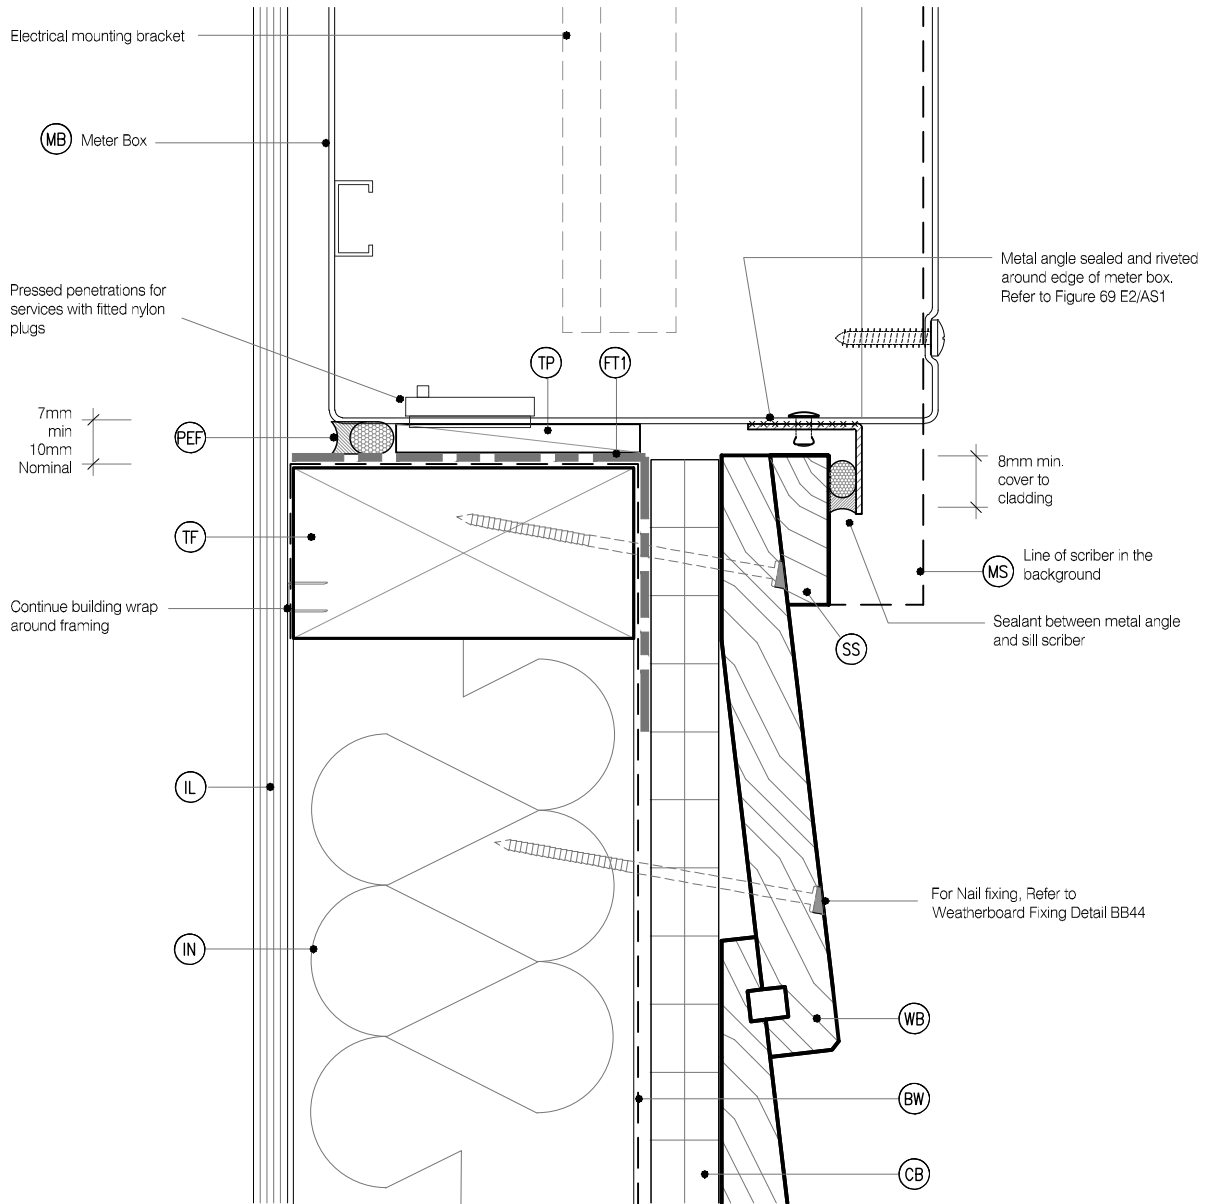 Electrical mounting bracket
MB Meter Box
Metal angle sealed and riveted
around edge of meter box.
Refer to Figure 69 E2/AS1
Pressed penetrations for
services with fitted nylon
plugs
TP
FT1
7mm
min
10mm
Nominal
PEF
8mm min.
cover to
cladding
TF
MS
Line of scriber in the
background
Continue building wrap
around framing
Sealant between metal angle
and sill scriber
SS
IL
For Nail fixing, Refer to
Weatherboard Fixing Detail BB44
IN
WB
BW
CB